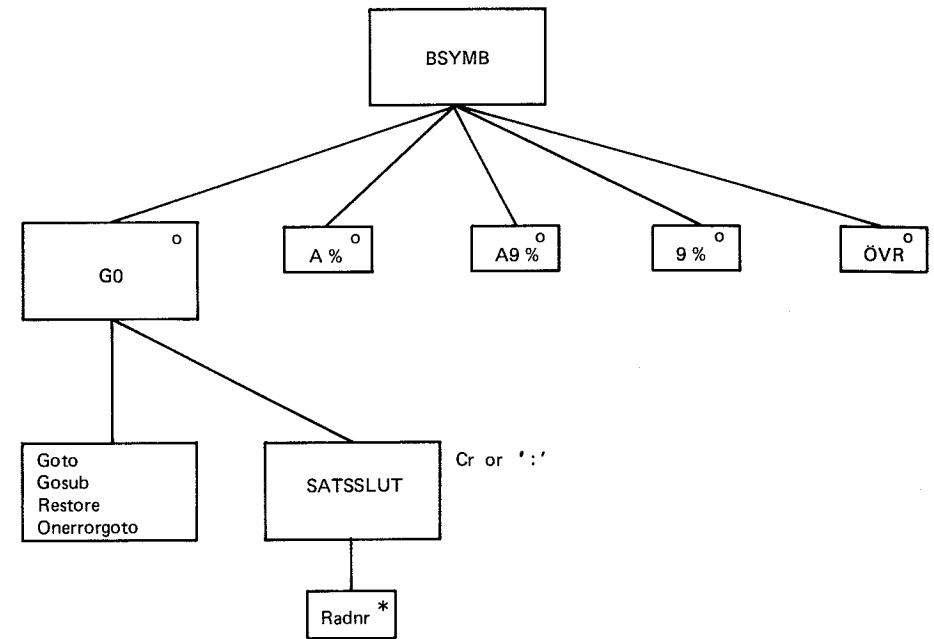 BSYMB
G0 o
A % o
A9 % o
9 % o
ÖVR o
Goto
Gosub
Restore
Onerrorgoto
SATSSLUT
Cr or ':'
Radnr *